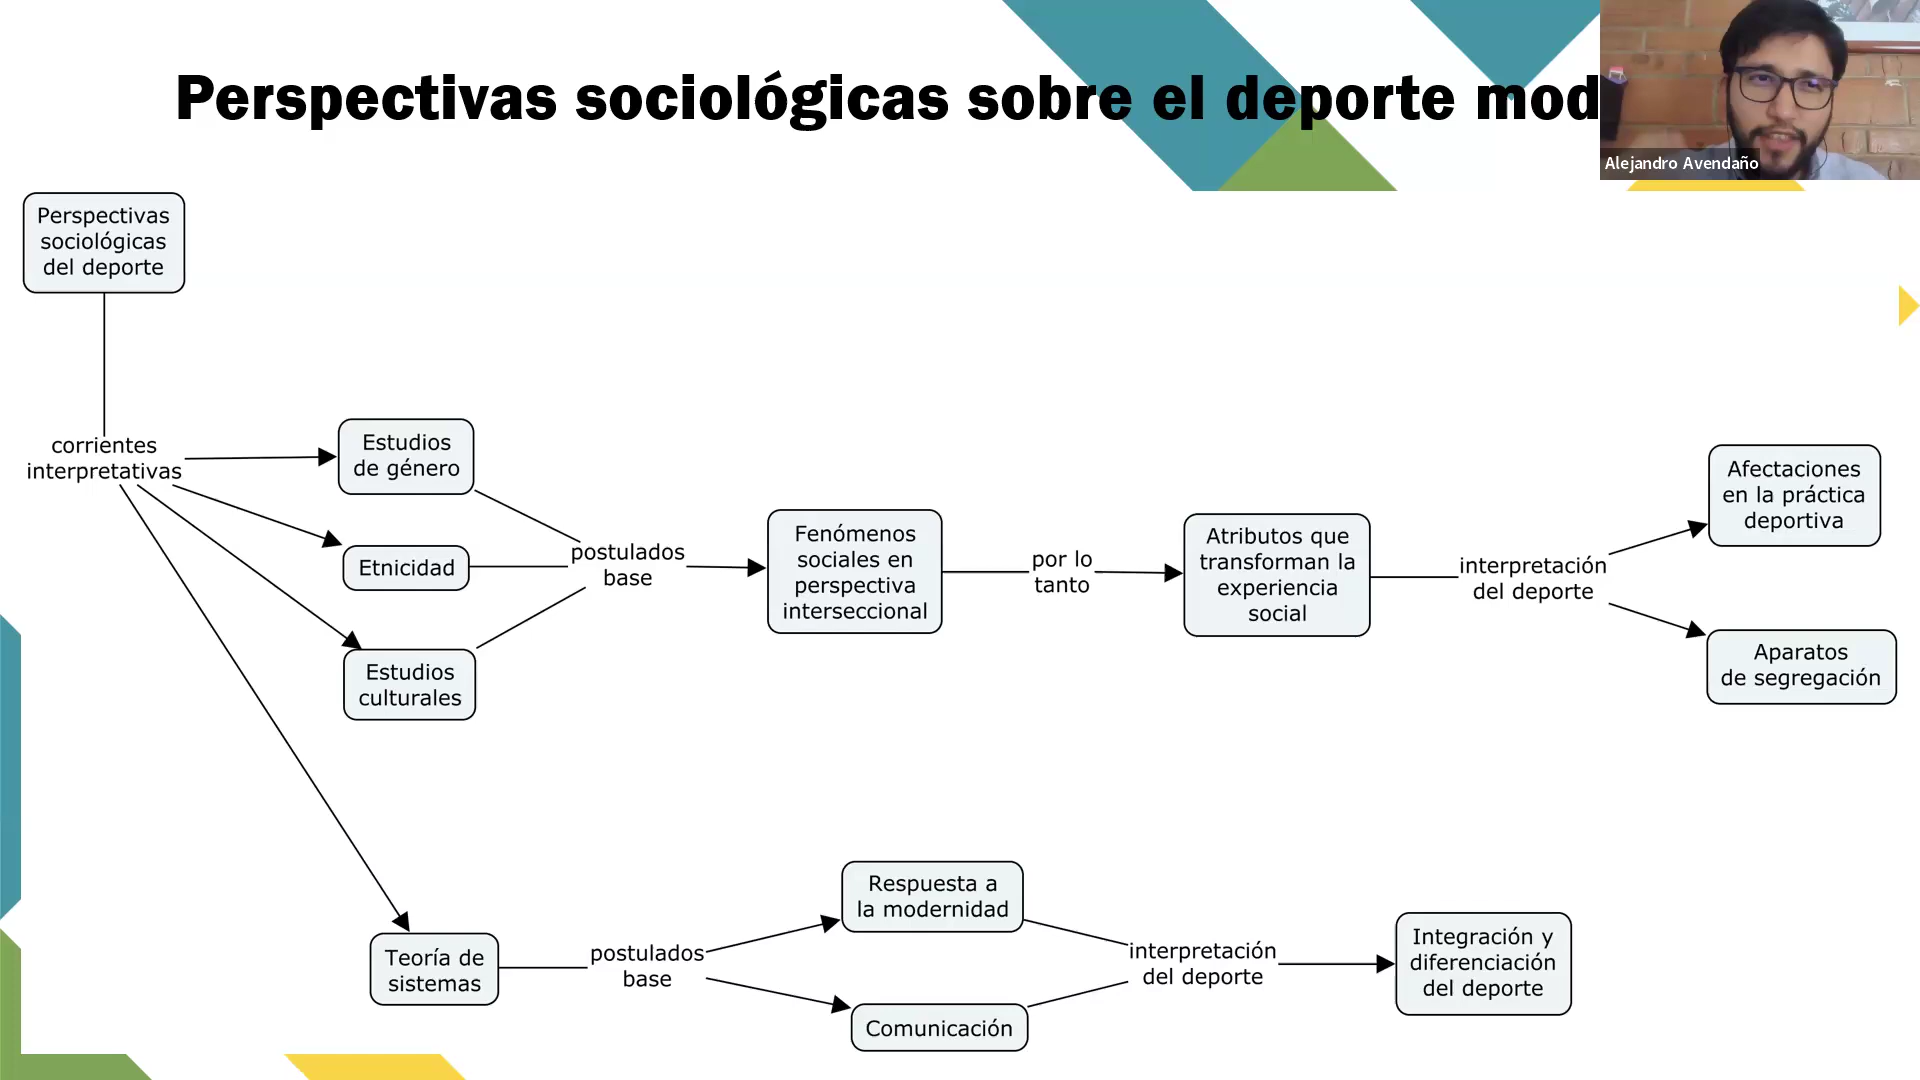 Perspectivas sociológicas sobre el deporte mod
Alejandro Avendaño
Perspectivas
sociológicas
del deporte
corrientes
interpretativas
Estudios
de género
Etnicidad
Estudios
culturales
postulados
base
Fenómenos
sociales en
perspectiva
interseccional
por lo
tanto
Atributos que
transforman la
experiencia
social
interpretación
del deporte
Afectaciones
en la práctica
deportiva
Aparatos
de segregación
Teoría de
sistemas
postulados
base
Respuesta a
la modernidad
Comunicación
interpretación
del deporte
Integración y
diferenciación
del deporte